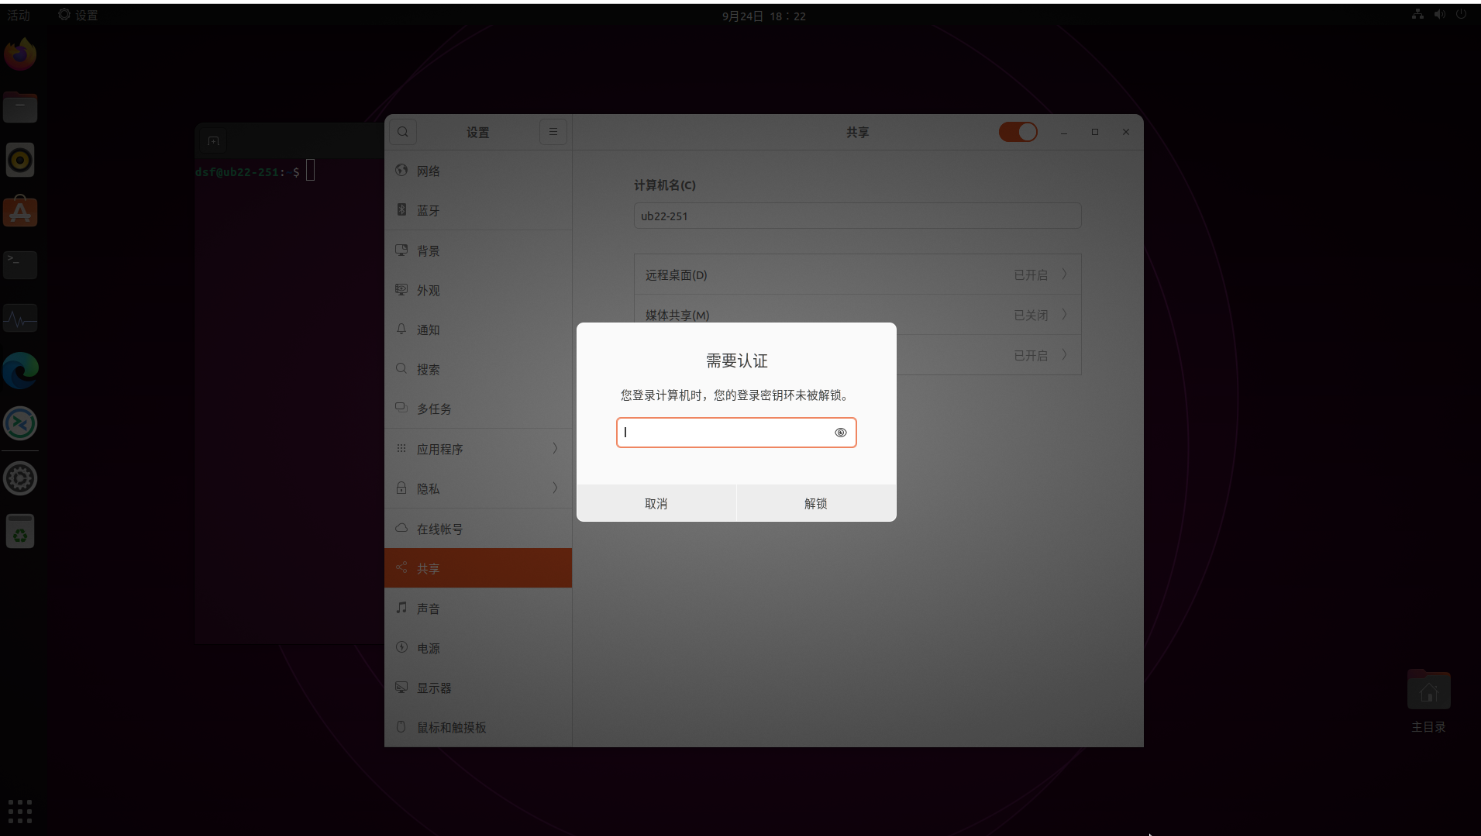 活动 设置 9月24日 18：22
dsf@ub22-251:~$
设置
共享
网络
蓝牙
背景
外观
通知
搜索
多任务
应用程序
隐私
在线帐号
共享
声音
电源
显示器
鼠标和触摸板
计算机名(C)
ub22-251
远程桌面(D) 已开启
媒体共享(M) 已关闭
已开启
需要认证
您登录计算机时，您的登录密钥环未被解锁。
取消 解锁
主目录